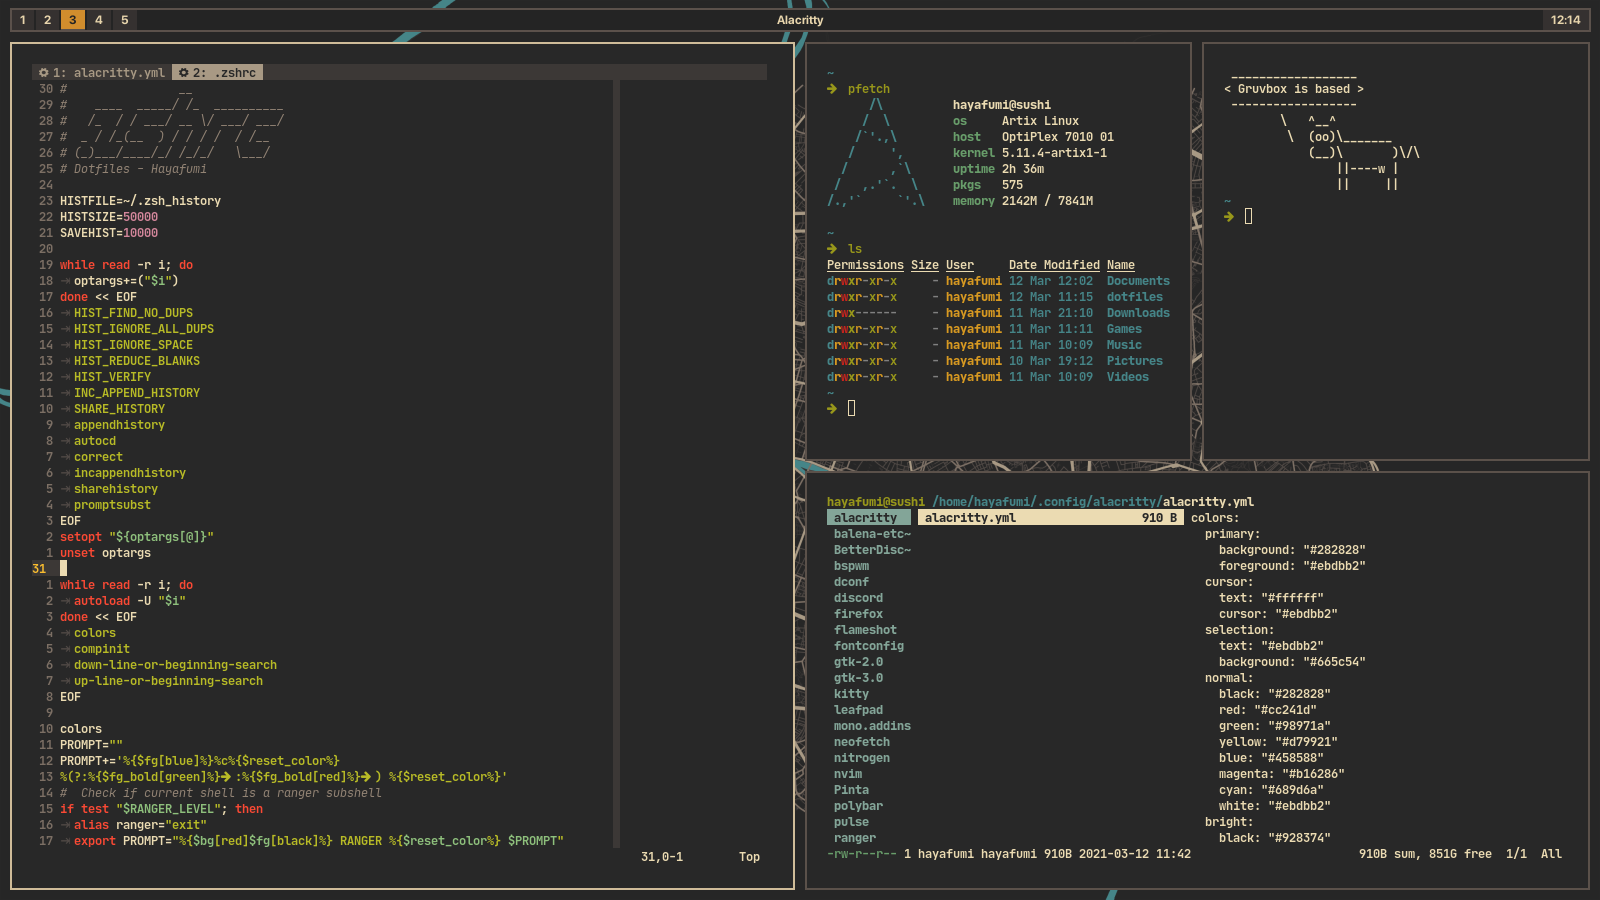 1 2 3 4 5
Alacritty
12:14
1: alacritty.yml 2: .zshrc
30 #                __
29 #    ____  _____/ /_  __________
28 #   /_  / / ___/ __ \/ ___/ ___/
27 #  _ / /_(__  ) / / / /  / /__
26 # (_)___/____/_/ /_/_/   \___/
25 # Dotfiles - Hayafumi
24
23 HISTFILE=~/.zsh_history
22 HISTSIZE=50000
21 SAVEHIST=10000
20
19 while read -r i; do
18 → optargs+=("$i")
17 done << EOF
16 → HIST_FIND_NO_DUPS
15 → HIST_IGNORE_ALL_DUPS
14 → HIST_IGNORE_SPACE
13 → HIST_REDUCE_BLANKS
12 → HIST_VERIFY
11 → INC_APPEND_HISTORY
10 → SHARE_HISTORY
9 → appendhistory
8 → autocd
7 → correct
6 → incappendhistory
5 → sharehistory
4 → promptsubst
3 EOF
2 setopt "${optargs[@]}"
1 unset optargs
31
1 while read -r i; do
2 → autoload -U "$i"
3 done << EOF
4 → colors
5 → compinit
6 → down-line-or-beginning-search
7 → up-line-or-beginning-search
8 EOF
9
10 colors
11 PROMPT=""
12 PROMPT+='%{$fg[blue]%}%c%{$reset_color%}
13 %(?:%{$fg_bold[green]%}➜ :%{$fg_bold[red]%}➜ ) %{$reset_color%}'
14 #  Check if current shell is a ranger subshell
15 if test "$RANGER_LEVEL"; then
16 → alias ranger="exit"
17 → export PROMPT="%{$bg[red]$fg[black]%} RANGER %{$reset_color%} $PROMPT"
31,0-1 Top
~
➜ pfetch
      /\       hayafumi@sushi
     /  \      os     Artix Linux
    /`'.,\     host   OptiPlex 7010 01
   /     ',    kernel 5.11.4-artix1-1
  /      ,`\   uptime 2h 36m
 /   ,.'`.  \  pkgs   575
/.,'`     `'.\ memory 2142M / 7841M
~
➜ ls
Permissions Size User Date Modified Name
drwxr-xr-x - hayafumi 12 Mar 12:02 Documents
drwxr-xr-x - hayafumi 12 Mar 11:15 dotfiles
drwx------ - hayafumi 11 Mar 21:10 Downloads
drwxr-xr-x - hayafumi 11 Mar 11:11 Games
drwxr-xr-x - hayafumi 11 Mar 10:09 Music
drwxr-xr-x - hayafumi 10 Mar 19:12 Pictures
drwxr-xr-x - hayafumi 11 Mar 10:09 Videos
~
➜
 __________________
< Gruvbox is based >
 ------------------
        \   ^__^
         \  (oo)\_______
            (__)\       )\/\
                ||----w |
                ||     ||
~
➜
hayafumi@sushi /home/hayafumi/.config/alacritty/alacritty.yml
alacritty alacritty.yml 910 B colors:
balena-etc~ primary:
BetterDisc~ background: "#282828"
bspwm foreground: "#ebdbb2"
dconf cursor:
discord text: "#ffffff"
firefox cursor: "#ebdbb2"
flameshot selection:
fontconfig text: "#ebdbb2"
gtk-2.0 background: "#665c54"
gtk-3.0 normal:
kitty black: "#282828"
leafpad red: "#cc241d"
mono.addins green: "#98971a"
neofetch yellow: "#d79921"
nitrogen blue: "#458588"
nvim magenta: "#b16286"
Pinta cyan: "#689d6a"
polybar white: "#ebdbb2"
pulse bright:
ranger black: "#928374"
-rw-r--r-- 1 hayafumi hayafumi 910B 2021-03-12 11:42 910B sum, 851G free 1/1 All